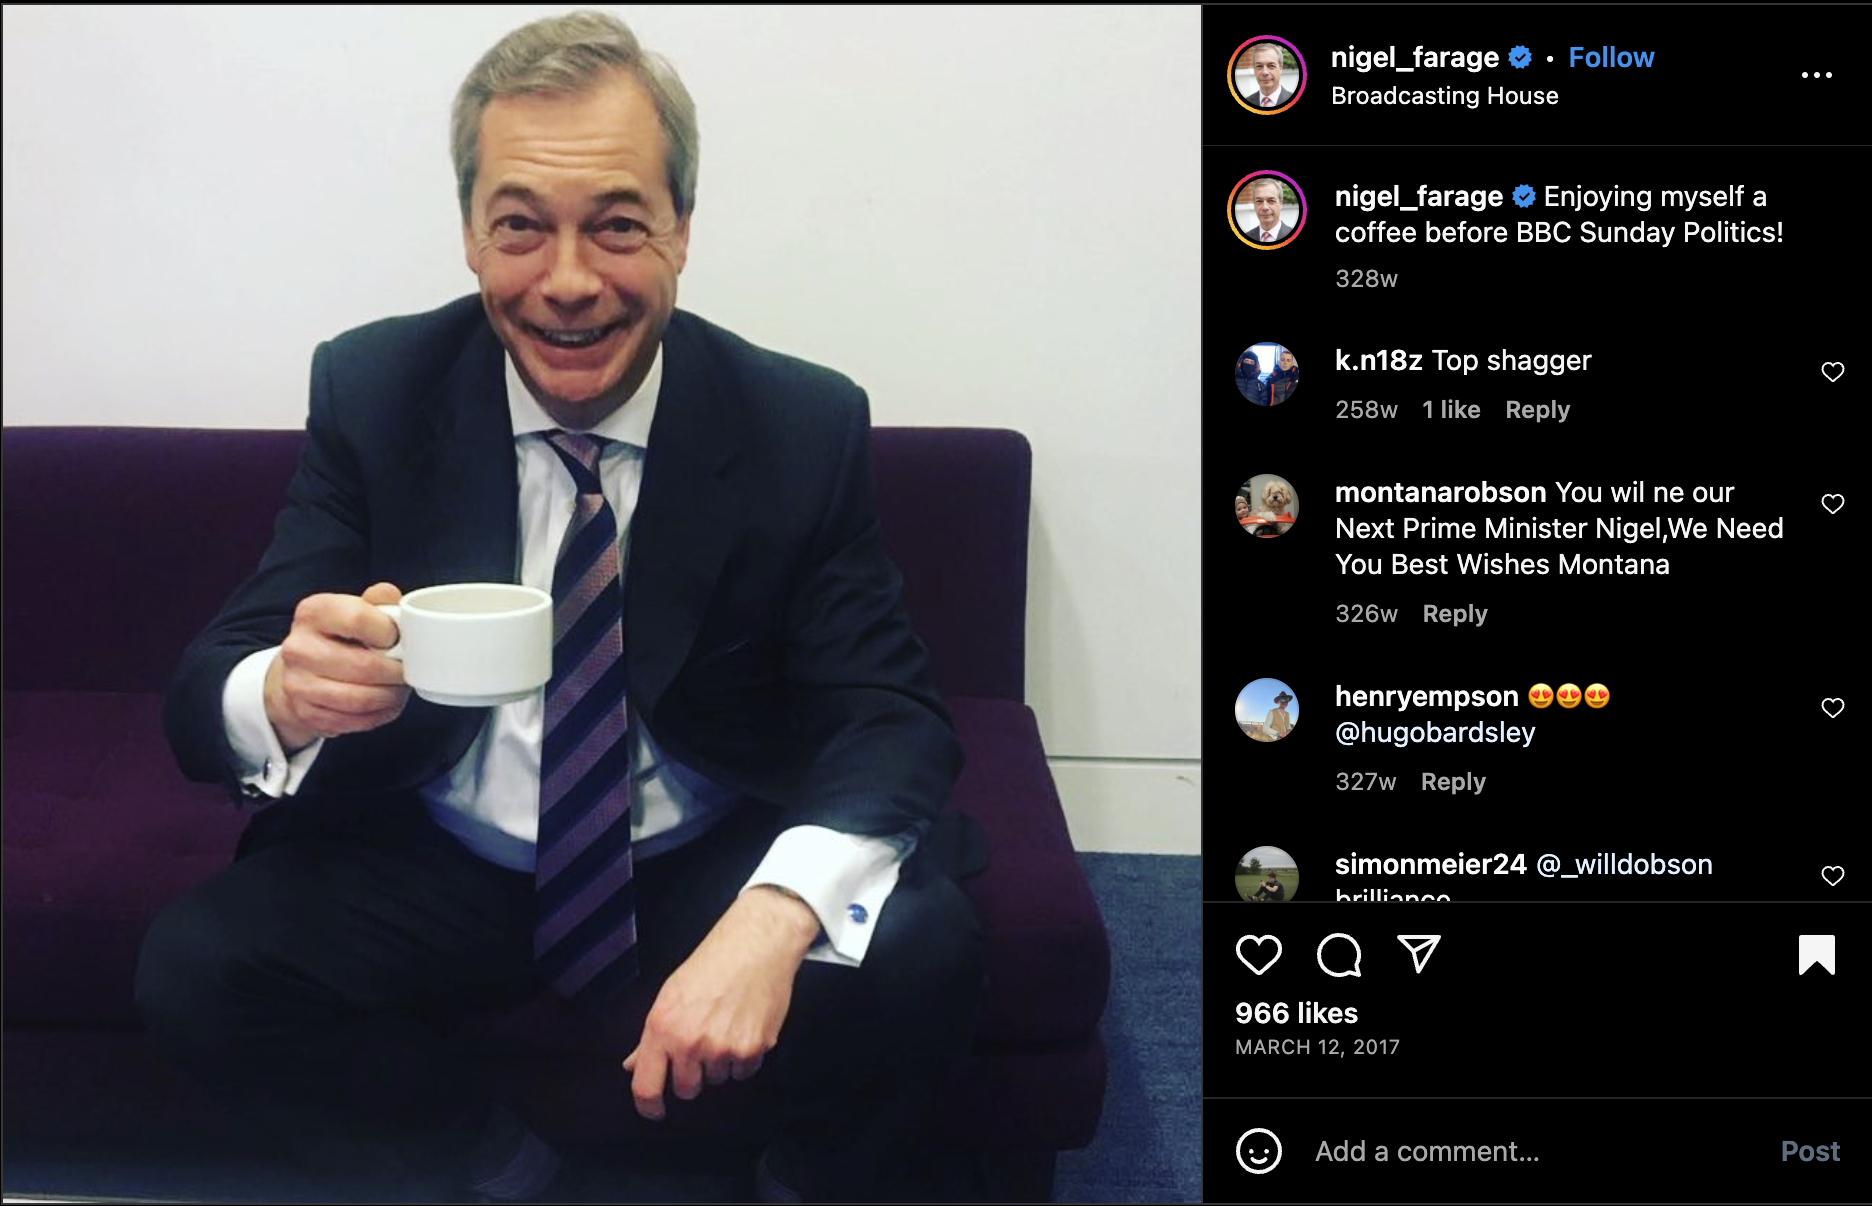 nigel_farage • Follow
Broadcasting House
nigel_farage Enjoying myself a
coffee before BBC Sunday Politics!
328w
k.n18z Top shagger
258w 1 like Reply
montanarobson You wil ne our
Next Prime Minister Nigel,We Need
You Best Wishes Montana
326w Reply
henryempson 😍😍😍
@hugobardsley
327w Reply
simonmeier24 @_willdobson
brilliance
966 likes
MARCH 12, 2017
Add a comment... Post